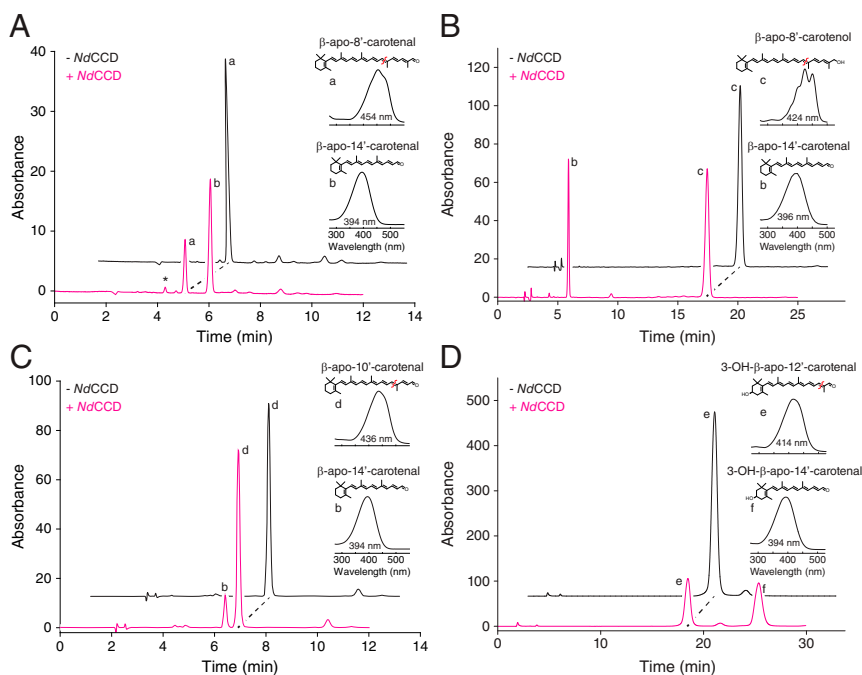 A
- NdCCD
+ NdCCD
β-apo-8'-carotenal
O
a
454 nm
β-apo-14'-carotenal
O
b
394 nm
300 400 500
Wavelength (nm)
a
a
b
*
Absorbance
40
30
20
10
0
0 2 4 6 8 10 12 14
Time (min)
B
- NdCCD
+ NdCCD
β-apo-8'-carotenol
OH
c
424 nm
β-apo-14'-carotenal
O
b
396 nm
300 400 500
Wavelength (nm)
b
c
c
Absorbance
120
100
80
60
40
20
0
0 5 10 15 20 25
Time (min)
C
- NdCCD
+ NdCCD
β-apo-10'-carotenal
O
d
436 nm
β-apo-14'-carotenal
O
b
394 nm
300 400 500
Wavelength (nm)
b
d
d
Absorbance
100
80
60
40
20
0
0 2 4 6 8 10 12 14
Time (min)
D
- NdCCD
+ NdCCD
3-OH-β-apo-12'-carotenal
O
HO
e
414 nm
3-OH-β-apo-14'-carotenal
O
HO
f
394 nm
300 400 500
Wavelength (nm)
e
e
f
Absorbance
500
400
300
200
100
0
0 10 20 30
Time (min)